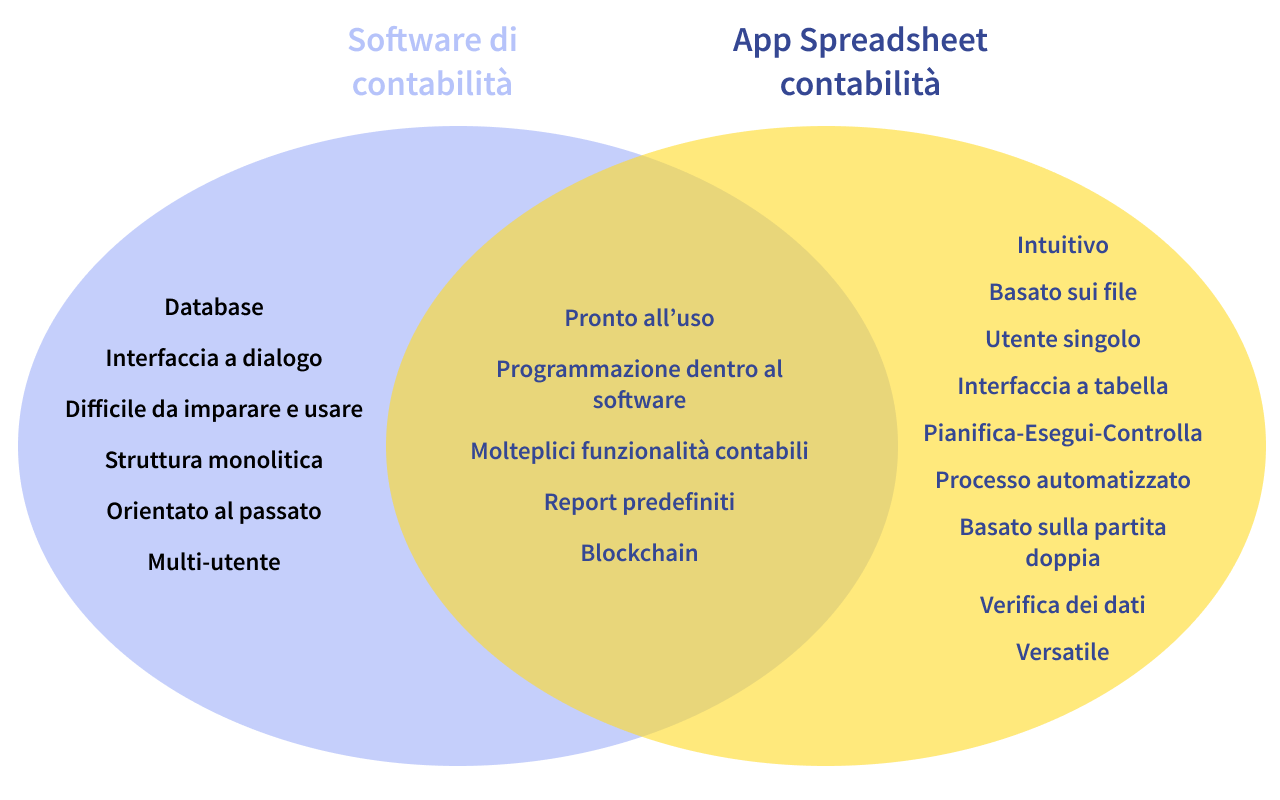 Software di
contabilità
App Spreadsheet
contabilità
Database
Interfaccia a dialogo
Difficile da imparare e usare
Struttura monolitica
Orientato al passato
Multi-utente
Pronto all’uso
Programmazione dentro al
software
Molteplici funzionalità contabili
Report predefiniti
Blockchain
Intuitivo
Basato sui file
Utente singolo
Interfaccia a tabella
Pianifica-Esegui-Controlla
Processo automatizzato
Basato sulla partita
doppia
Verifica dei dati
Versatile